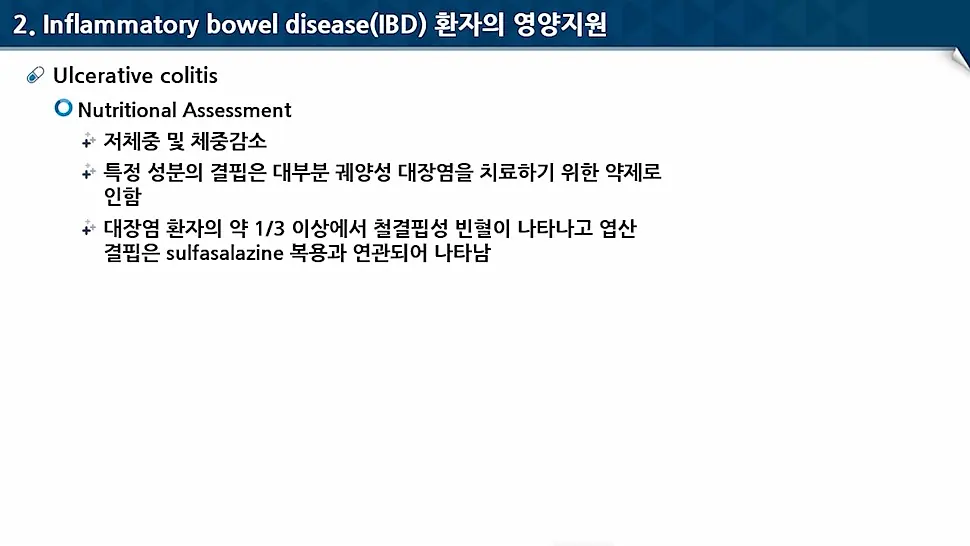 2. Inflammatory bowel disease(IBD) 환자의 영양지원
Ulcerative colitis
Nutritional Assessment
저체중 및 체중감소
특정 성분의 결핍은 대부분 궤양성 대장염을 치료하기 위한 약제로
인함
대장염 환자의 약 1/3 이상에서 철결핍성 빈혈이 나타나고 엽산
결핍은 sulfasalazine 복용과 연관되어 나타남